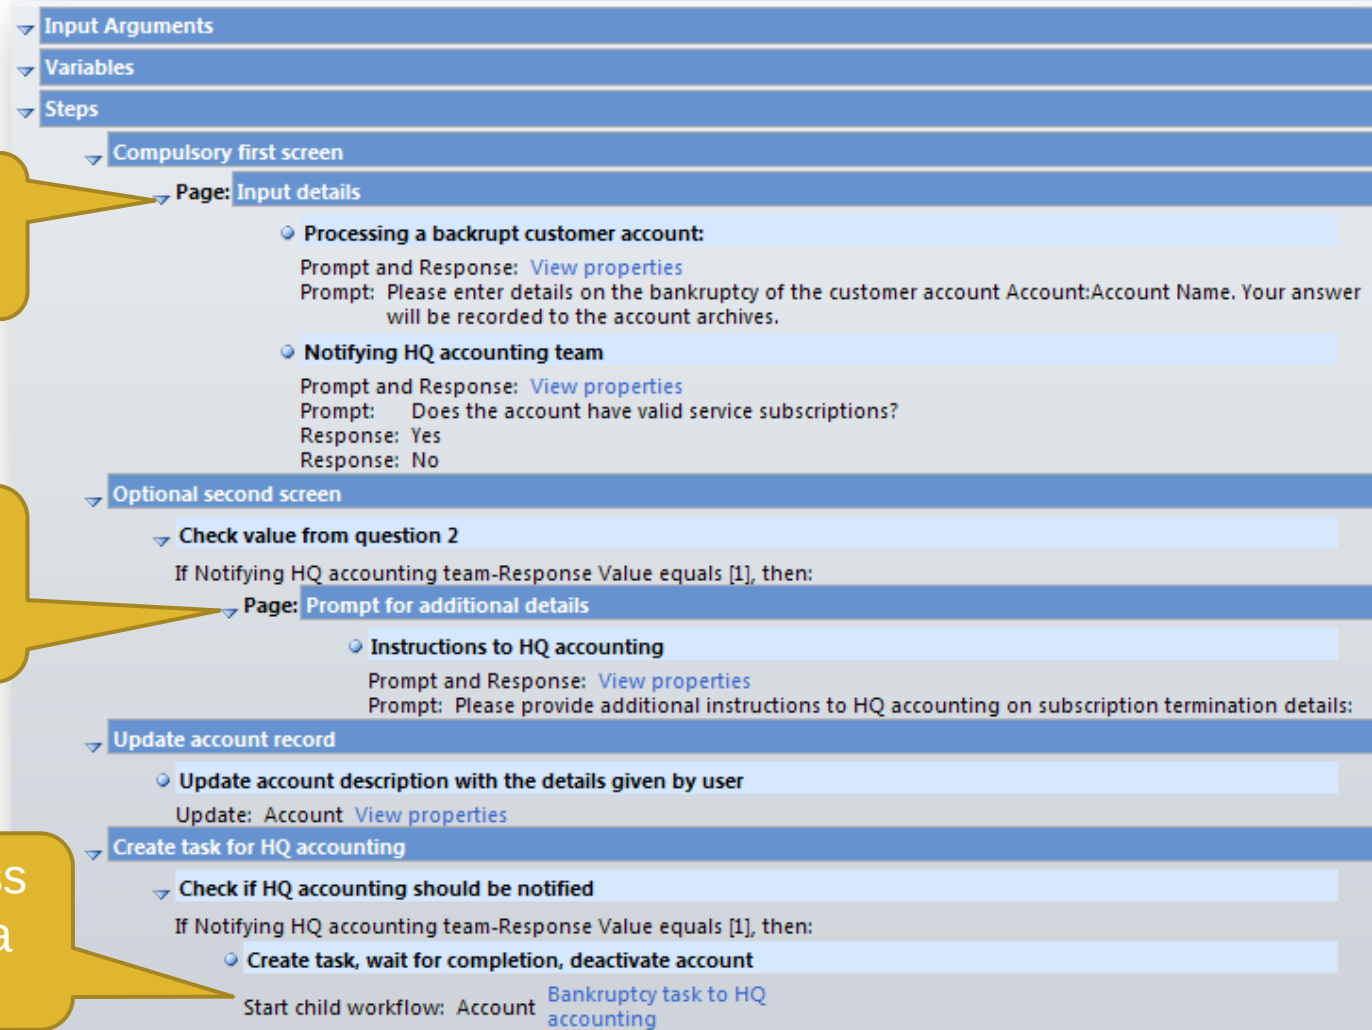 Input Arguments
Variables
Steps
Compulsory first screen
Page: Input details
Processing a backrupt customer account:
Prompt and Response: View properties
Prompt: Please enter details on the bankruptcy of the customer account Account:Account Name. Your answer
will be recorded to the account archives.
Notifying HQ accounting team
Prompt and Response: View properties
Prompt: Does the account have valid service subscriptions?
Response: Yes
Response: No
Optional second screen
Check value from question 2
If Notifying HQ accounting team-Response Value equals [1], then:
Page: Prompt for additional details
Instructions to HQ accounting
Prompt and Response: View properties
Prompt: Please provide additional instructions to HQ accounting on subscription termination details:
Update account record
Update account description with the details given by user
Update: Account View properties
Create task for HQ accounting
Check if HQ accounting should be notified
If Notifying HQ accounting team-Response Value equals [1], then:
Create task, wait for completion, deactivate account
Start child workflow: Account Bankruptcy task to HQ
accounting